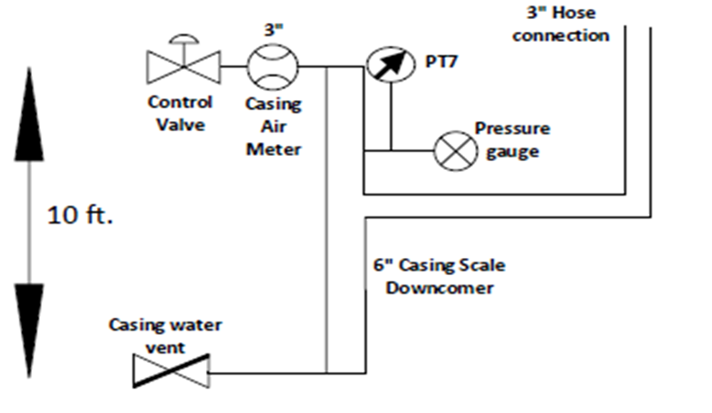 3" Hose
connection
3"
PT7
Control
Valve
Casing
Air
Meter
Pressure
gauge
10 ft.
6" Casing Scale
Downcomer
Casing water
vent